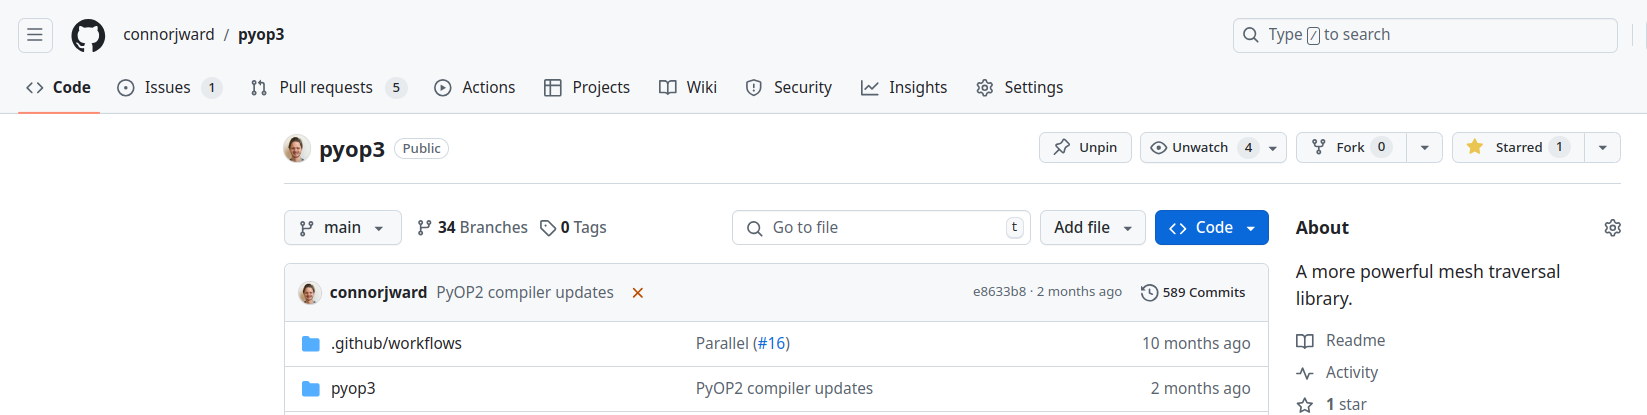 connorjward / pyop3
Type / to search
Code Issues 1 Pull requests 5 Actions Projects Wiki Security Insights Settings
pyop3 Public
Unpin Unwatch 4 Fork 0 Starred 1
main 34 Branches 0 Tags Go to file t Add file Code
connorjward PyOP2 compiler updates e8633b8 · 2 months ago 589 Commits
.github/workflows Parallel (#16) 10 months ago
pyop3 PyOP2 compiler updates 2 months ago
About
A more powerful mesh traversal
library.
Readme
Activity
1 star